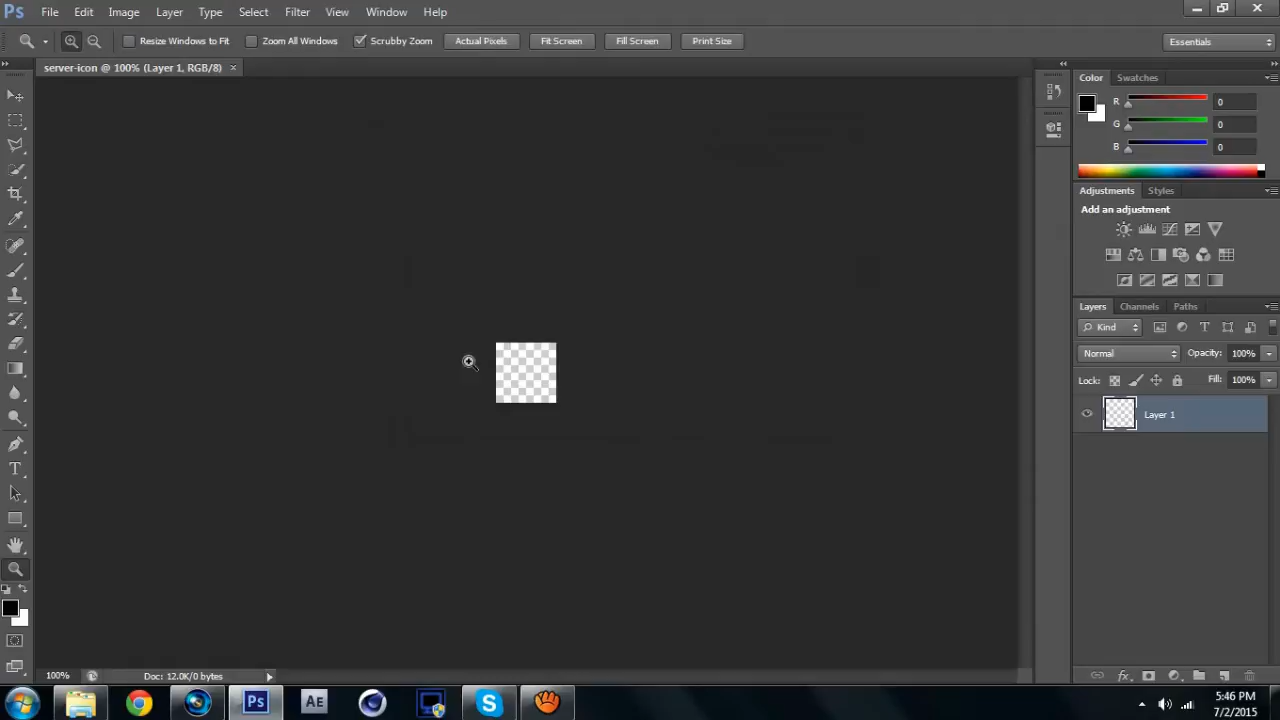 Ps File Edit Image Layer Type Select Filter View Window Help
Resize Windows to Fit Zoom All Windows Scrubby Zoom Actual Pixels Fit Screen Fill Screen Print Size Essentials
server-icon @ 100% (Layer 1, RGB/8) ×
Color Swatches
R 0
G 0
B 0
Adjustments Styles
Add an adjustment
Layers Channels Paths
Kind
Normal Opacity: 100%
Lock: Fill: 100%
Layer 1
T
fx
100% Doc: 12.0K/0 bytes
Ps AE
5:46 PM
7/2/2015